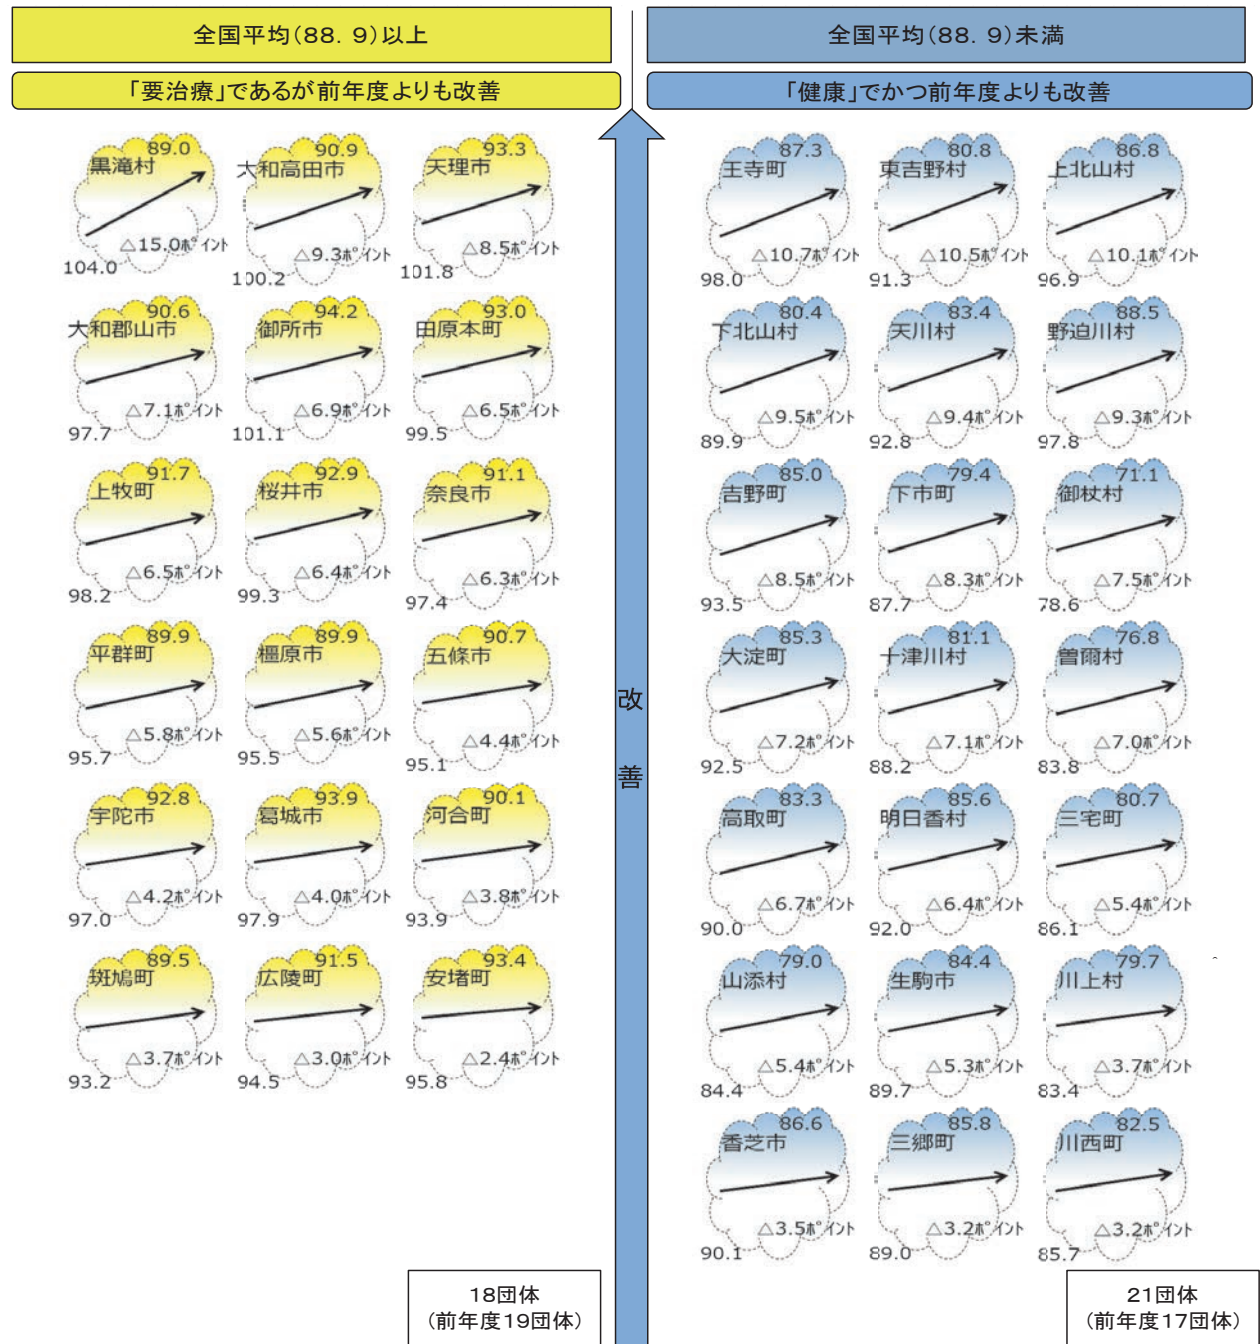 全国平均(88.9)以上
「要治療」であるが前年度よりも改善
黒滝村
89.0
△15.0ポイント
104.0
大和高田市
90.9
△9.3ポイント
100.2
天理市
93.3
△8.5ポイント
101.8
大和郡山市
90.6
△7.1ポイント
97.7
御所市
94.2
△6.9ポイント
101.1
田原本町
93.0
△6.5ポイント
99.5
上牧町
91.7
△6.5ポイント
98.2
桜井市
92.9
△6.4ポイント
99.3
奈良市
91.1
△6.3ポイント
97.4
平群町
89.9
△5.8ポイント
95.7
橿原市
89.9
△5.6ポイント
95.5
五條市
90.7
△4.4ポイント
95.1
宇陀市
92.8
△4.2ポイント
97.0
葛城市
93.9
△4.0ポイント
97.9
河合町
90.1
△3.8ポイント
93.9
斑鳩町
89.5
△3.7ポイント
93.2
広陵町
91.5
△3.0ポイント
94.5
安堵町
93.4
△2.4ポイント
95.8
18団体
(前年度19団体)
改善
全国平均(88.9)未満
「健康」でかつ前年度よりも改善
王寺町
87.3
△10.7ポイント
98.0
東吉野村
80.8
△10.5ポイント
91.3
上北山村
86.8
△10.1ポイント
96.9
下北山村
80.4
△9.5ポイント
89.9
天川村
83.4
△9.4ポイント
92.8
野迫川村
88.5
△9.3ポイント
97.8
吉野町
85.0
△8.5ポイント
93.5
下市町
79.4
△8.3ポイント
87.7
御杖村
71.1
△7.5ポイント
78.6
大淀町
85.3
△7.2ポイント
92.5
十津川村
81.1
△7.1ポイント
88.2
曽爾村
76.8
△7.0ポイント
83.8
高取町
83.3
△6.7ポイント
90.0
明日香村
85.6
△6.4ポイント
92.0
三宅町
80.7
△5.4ポイント
86.1
山添村
79.0
△5.4ポイント
84.4
生駒市
84.4
△5.3ポイント
89.7
川上村
79.7
△3.7ポイント
83.4
香芝市
86.6
△3.5ポイント
90.1
三郷町
85.8
△3.2ポイント
89.0
川西町
82.5
△3.2ポイント
85.7
21団体
(前年度17団体)